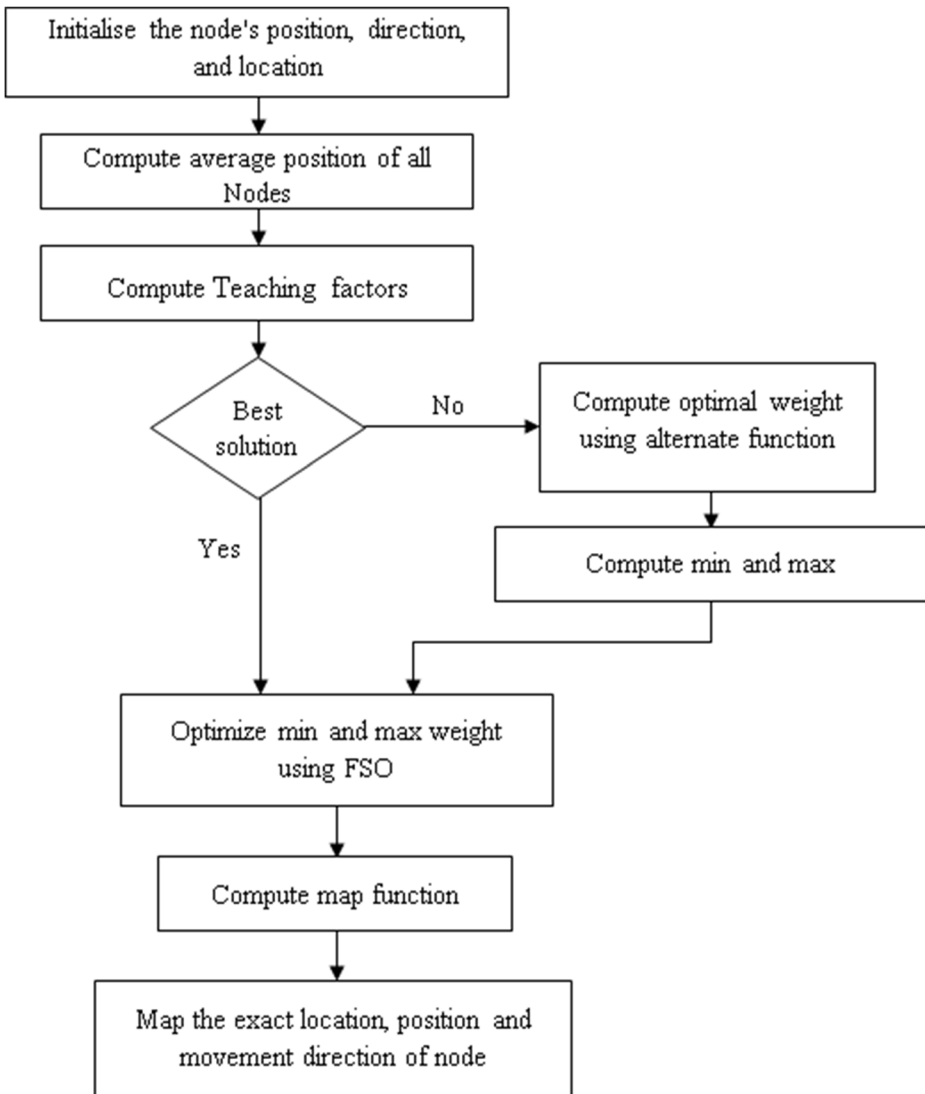 Initialise the node's position, direction,
and location
Compute average position of all
Nodes
Compute Teaching factors
Best
solution
No
Compute optimal weight
using alternate function
Compute min and max
Yes
Optimize min and max weight
using FSO
Compute map function
Map the exact location, position and
movement direction of node